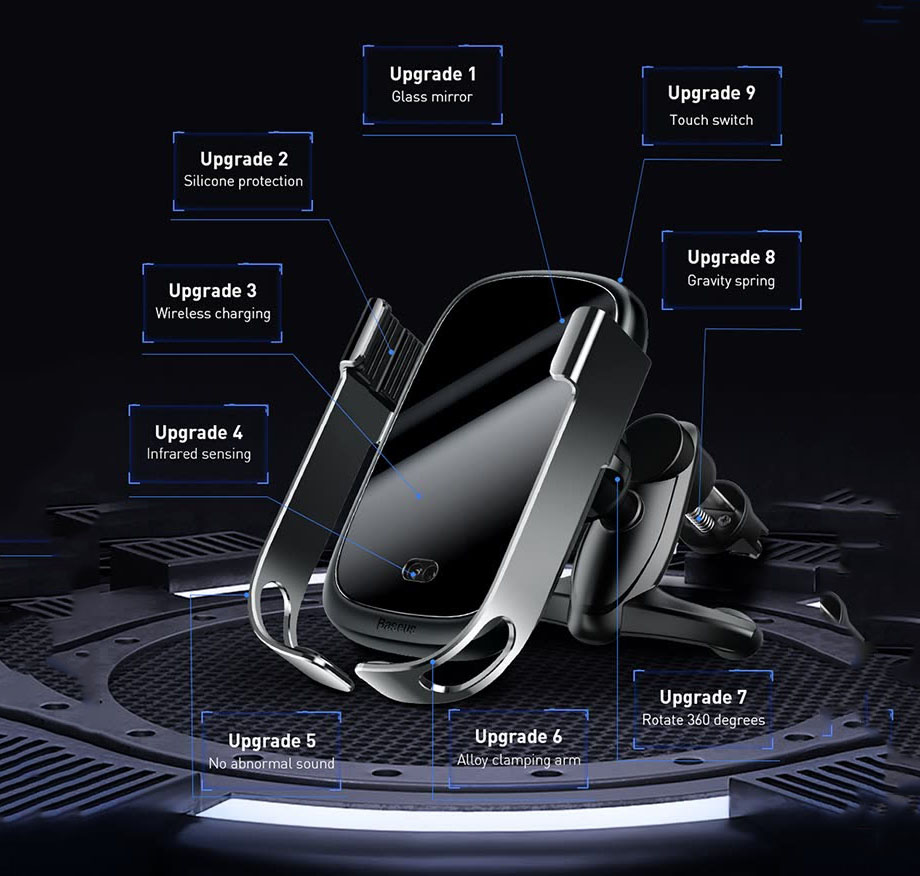 Upgrade 1
Glass mirror
Upgrade 9
Touch switch
Upgrade 2
Silicone protection
Upgrade 8
Gravity spring
Upgrade 3
Wireless charging
Upgrade 4
Infrared sensing
Baseus
Upgrade 7
Rotate 360 degrees
Upgrade 5
No abnormal sound
Upgrade 6
Alloy clamping arm